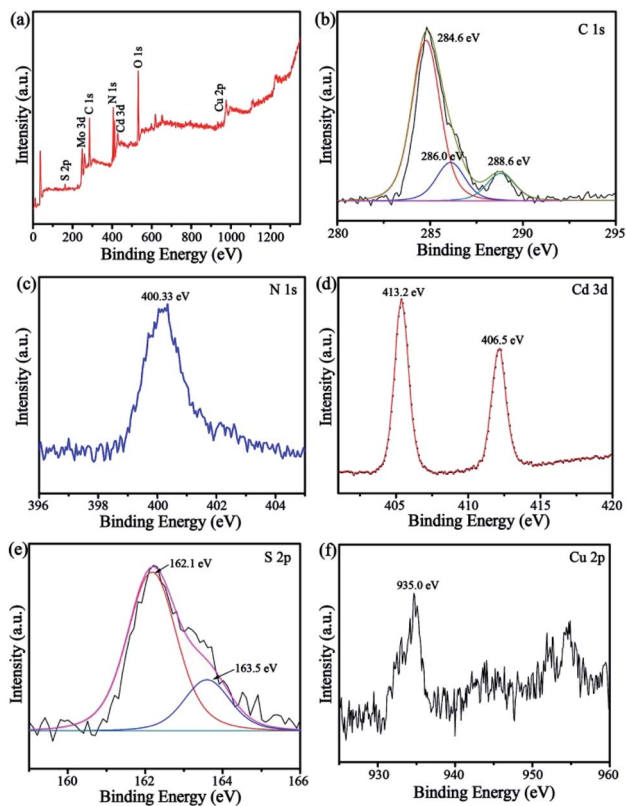 (a)
S 2p
Mo 3d
C 1s
N 1s
Cd 3d
O 1s
Cu 2p
Intensity (a.u.)
0 200 400 600 800 1000 1200
Binding Energy (eV)
(b)
C 1s
284.6 eV
286.0 eV
288.6 eV
Intensity (a.u.)
280 285 290 295
Binding Energy (eV)
(c)
N 1s
400.33 eV
Intensity (a.u.)
396 398 400 402 404
Binding Energy (eV)
(d)
Cd 3d
413.2 eV
406.5 eV
Intensity (a.u.)
405 410 415 420
Binding Energy (eV)
(e)
S 2p
162.1 eV
163.5 eV
Intensity (a.u.)
160 162 164 166
Binding Energy (eV)
(f)
Cu 2p
935.0 eV
Intensity (a.u.)
930 940 950 960
Binding Energy (eV)